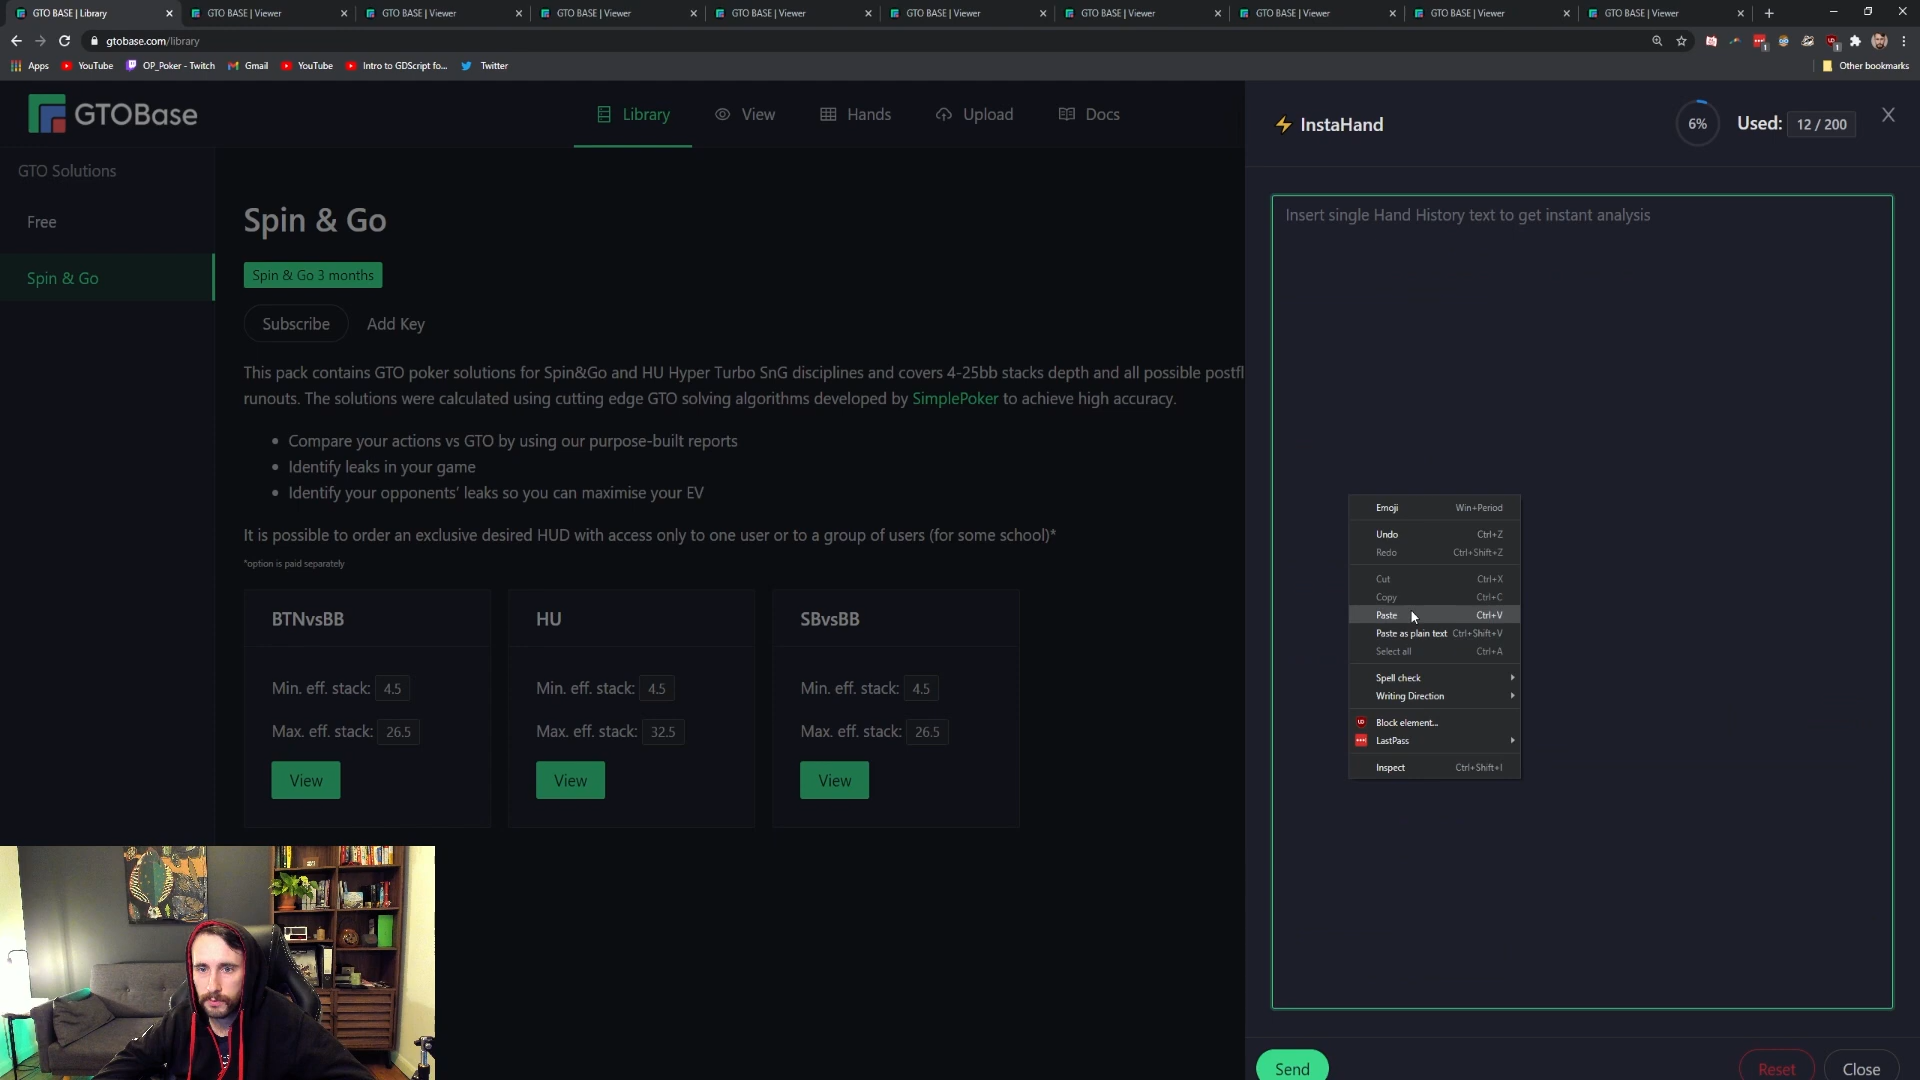 GTO BASE | Library
GTO BASE | Viewer
GTO BASE | Viewer
GTO BASE | Viewer
GTO BASE | Viewer
GTO BASE | Viewer
GTO BASE | Viewer
GTO BASE | Viewer
GTO BASE | Viewer
GTO BASE | Viewer
gtobase.com/library
Apps
YouTube
OP_Poker - Twitch
Gmail
YouTube
Intro to GDScript fo...
Twitter
Other bookmarks
GTOBase
Library
View
Hands
Upload
Docs
InstaHand
6%
Used: 12 / 200
GTO Solutions
Free
Spin & Go
Spin & Go
Spin & Go 3 months
Subscribe
Add Key
This pack contains GTO poker solutions for Spin&Go and HU Hyper Turbo SnG disciplines and covers 4-25bb stacks depth and all possible postfl
runouts. The solutions were calculated using cutting edge GTO solving algorithms developed by SimplePoker to achieve high accuracy.
Compare your actions vs GTO by using our purpose-built reports
Identify leaks in your game
Identify your opponents' leaks so you can maximise your EV
It is possible to order an exclusive desired HUD with access only to one user or to a group of users (for some school)*
*option is paid separately
BTNvsBB
Min. eff. stack: 4.5
Max. eff. stack: 26.5
View
HU
Min. eff. stack: 4.5
Max. eff. stack: 32.5
View
SBvsBB
Min. eff. stack: 4.5
Max. eff. stack: 26.5
View
Insert single Hand History text to get instant analysis
Emoji Win+Period
Undo Ctrl+Z
Redo Ctrl+Shift+Z
Cut Ctrl+X
Copy Ctrl+C
Paste Ctrl+V
Paste as plain text Ctrl+Shift+V
Select all Ctrl+A
Spell check
Writing Direction
Block element...
LastPass
Inspect Ctrl+Shift+I
Send
Reset
Close